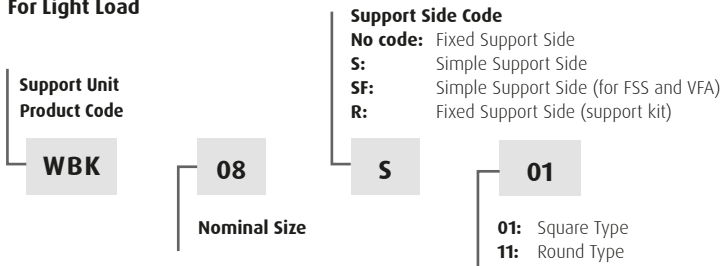 For Light Load
Support Side Code
No code: Fixed Support Side
S: Simple Support Side
SF: Simple Support Side (for FSS and VFA)
R: Fixed Support Side (support kit)
Support Unit
Product Code
WBK 08 S 01
Nominal Size
01: Square Type
11: Round Type